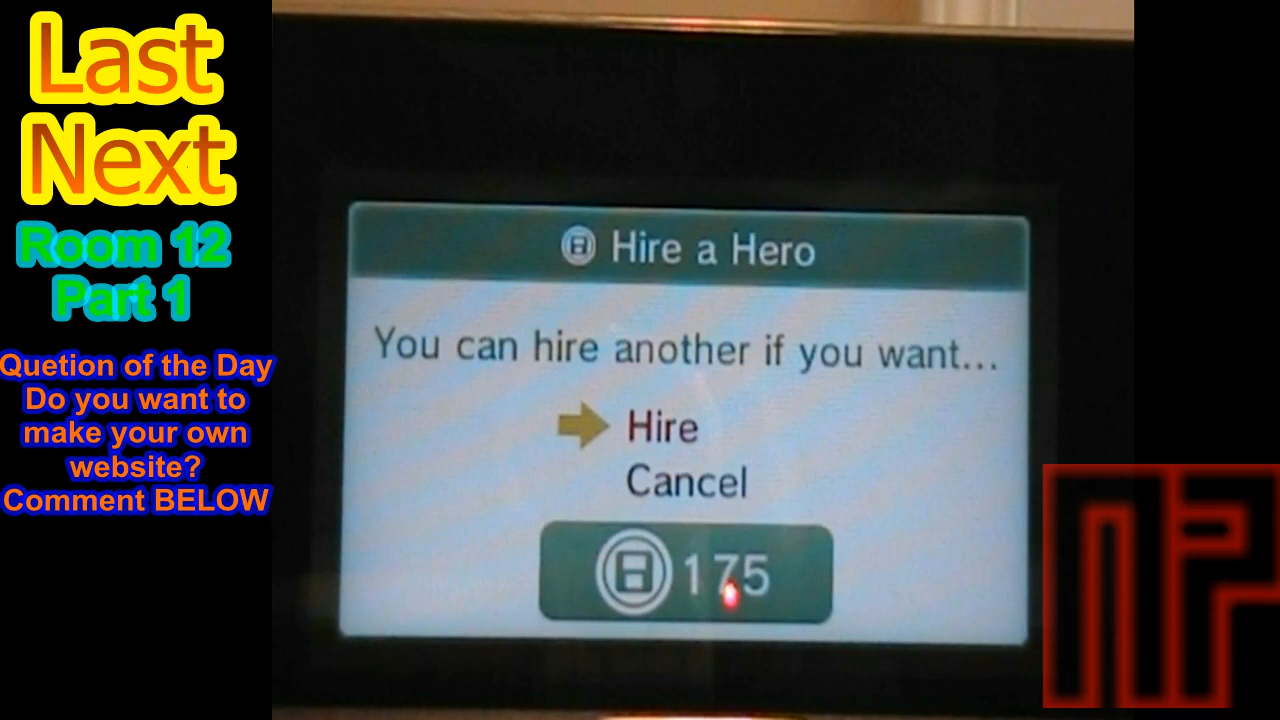 Last
Next
Room 12
Part 1
Quetion of the Day
Do you want to
make your own
website?
Comment BELOW
Hire a Hero
You can hire another if you want...
Hire
Cancel
175
NP